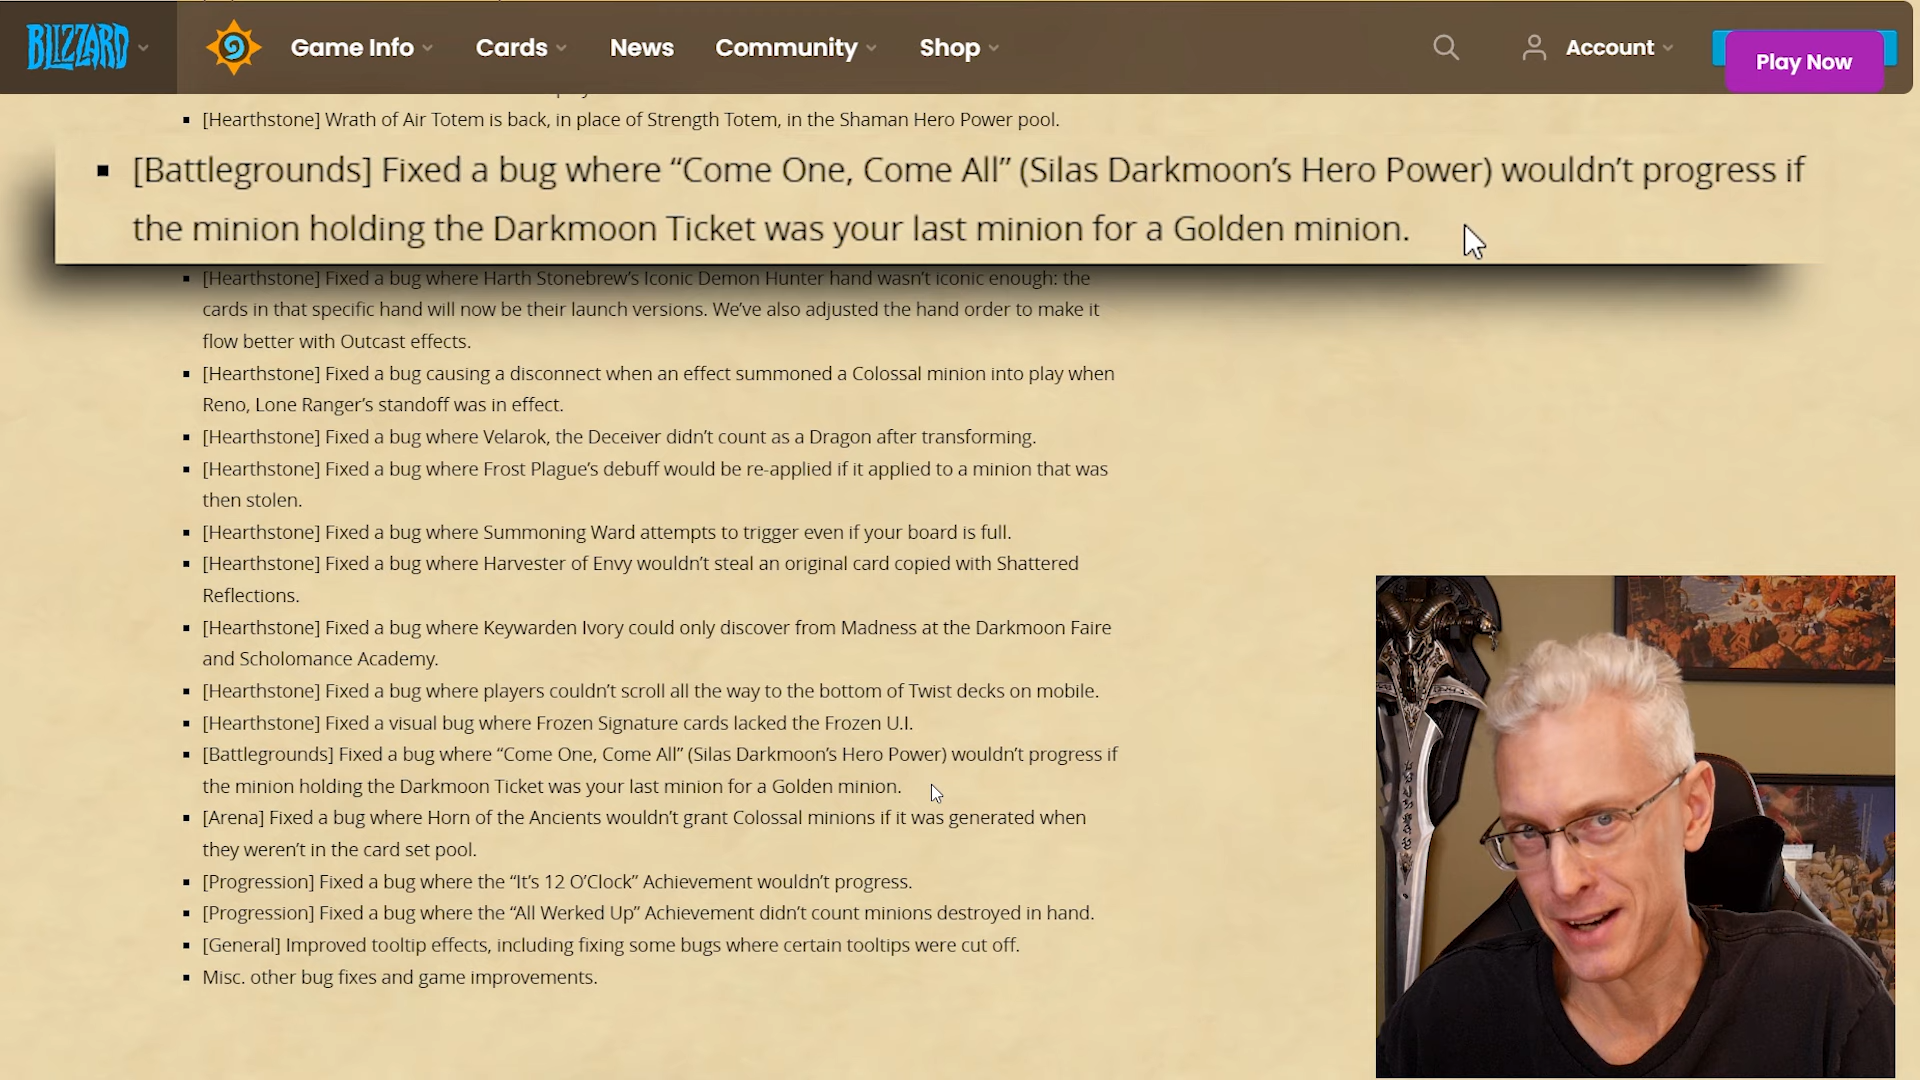 BLIZZARD
Game Info
Cards
News
Community
Shop
Account
Play Now
[Hearthstone] Wrath of Air Totem is back, in place of Strength Totem, in the Shaman Hero Power pool.
[Battlegrounds] Fixed a bug where “Come One, Come All” (Silas Darkmoon’s Hero Power) wouldn’t progress if
the minion holding the Darkmoon Ticket was your last minion for a Golden minion.
[Hearthstone] Fixed a bug where Harth Stonebrew’s Iconic Demon Hunter hand wasn’t iconic enough: the
cards in that specific hand will now be their launch versions. We’ve also adjusted the hand order to make it
flow better with Outcast effects.
[Hearthstone] Fixed a bug causing a disconnect when an effect summoned a Colossal minion into play when
Reno, Lone Ranger’s standoff was in effect.
[Hearthstone] Fixed a bug where Velarok, the Deceiver didn’t count as a Dragon after transforming.
[Hearthstone] Fixed a bug where Frost Plague’s debuff would be re-applied if it applied to a minion that was
then stolen.
[Hearthstone] Fixed a bug where Summoning Ward attempts to trigger even if your board is full.
[Hearthstone] Fixed a bug where Harvester of Envy wouldn’t steal an original card copied with Shattered
Reflections.
[Hearthstone] Fixed a bug where Keywarden Ivory could only discover from Madness at the Darkmoon Faire
and Scholomance Academy.
[Hearthstone] Fixed a bug where players couldn’t scroll all the way to the bottom of Twist decks on mobile.
[Hearthstone] Fixed a visual bug where Frozen Signature cards lacked the Frozen U.I.
[Battlegrounds] Fixed a bug where “Come One, Come All” (Silas Darkmoon’s Hero Power) wouldn’t progress if
the minion holding the Darkmoon Ticket was your last minion for a Golden minion.
[Arena] Fixed a bug where Horn of the Ancients wouldn’t grant Colossal minions if it was generated when
they weren’t in the card set pool.
[Progression] Fixed a bug where the “It’s 12 O’Clock” Achievement wouldn’t progress.
[Progression] Fixed a bug where the “All Werked Up” Achievement didn’t count minions destroyed in hand.
[General] Improved tooltip effects, including fixing some bugs where certain tooltips were cut off.
Misc. other bug fixes and game improvements.